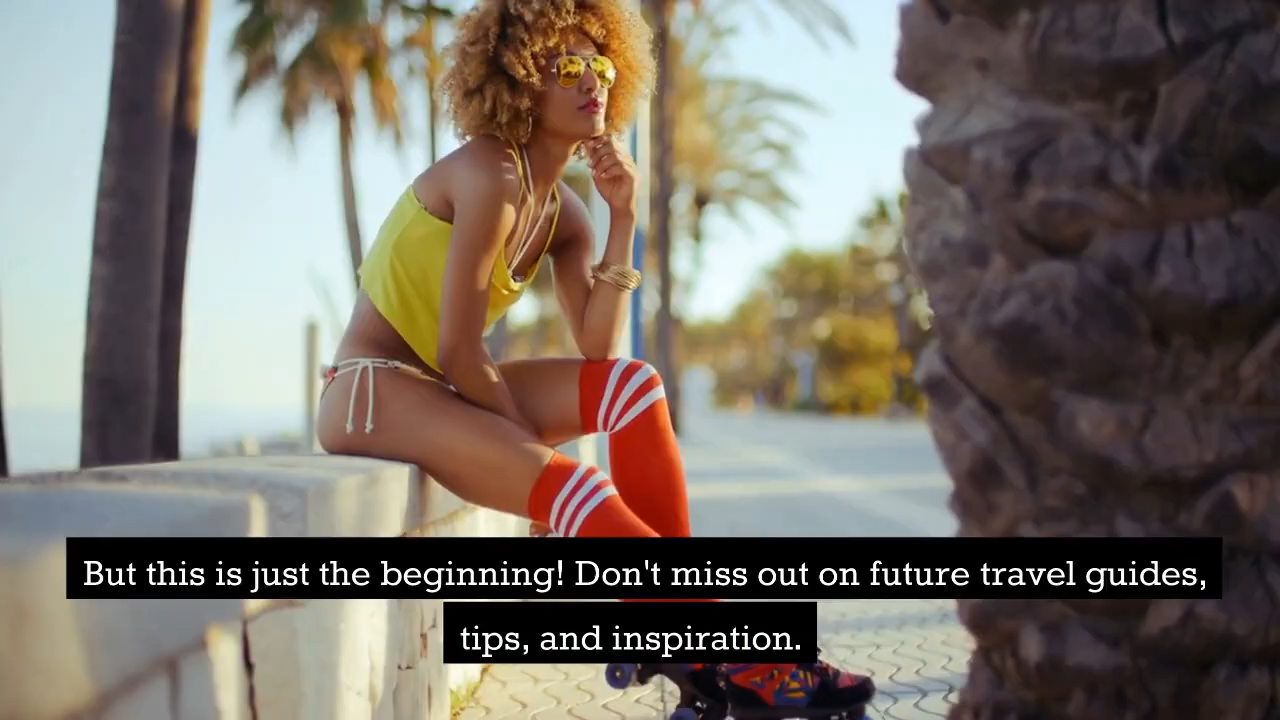 But this is just the beginning! Don't miss out on future travel guides,
tips, and inspiration.